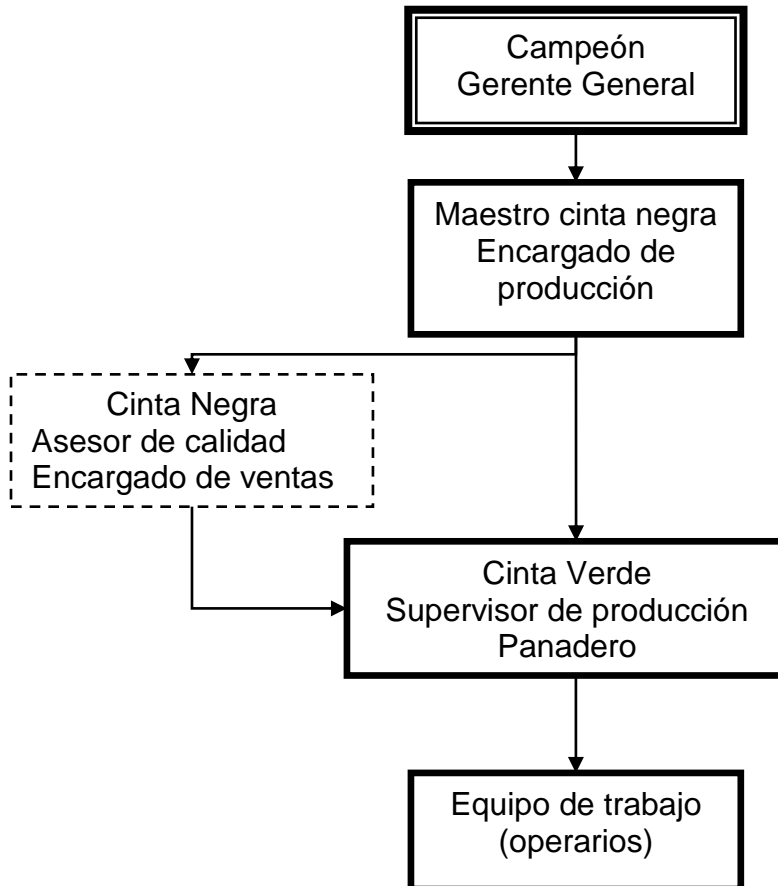 Campeón
Gerente General
Maestro cinta negra
Encargado de
producción
Cinta Negra
Asesor de calidad
Encargado de ventas
Cinta Verde
Supervisor de producción
Panadero
Equipo de trabajo
(operarios)